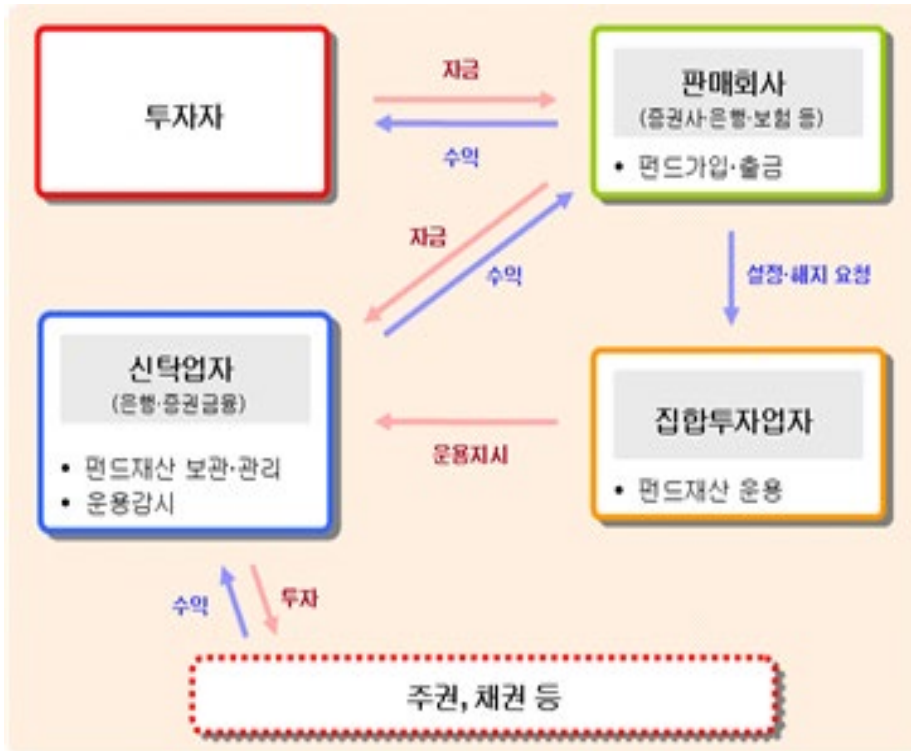 투자자
자금
수익
판매회사
(증권사·은행·보험 등)
• 펀드가입·출금
자금
수익
설정·해지 요청
신탁업자
(은행·증권금융)
• 펀드재산 보관·관리
• 운용감시
운용지시
집합투자업자
• 펀드재산 운용
수익
투자
주권, 채권 등